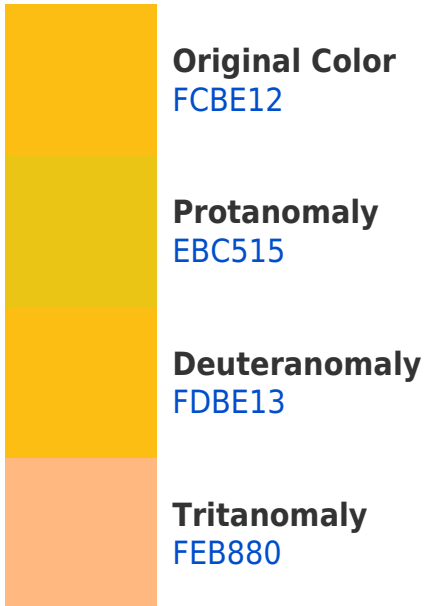 Original Color
FCBE12
Protanomaly
EBC515
Deuteranomaly
FDBE13
Tritanomaly
FEB880